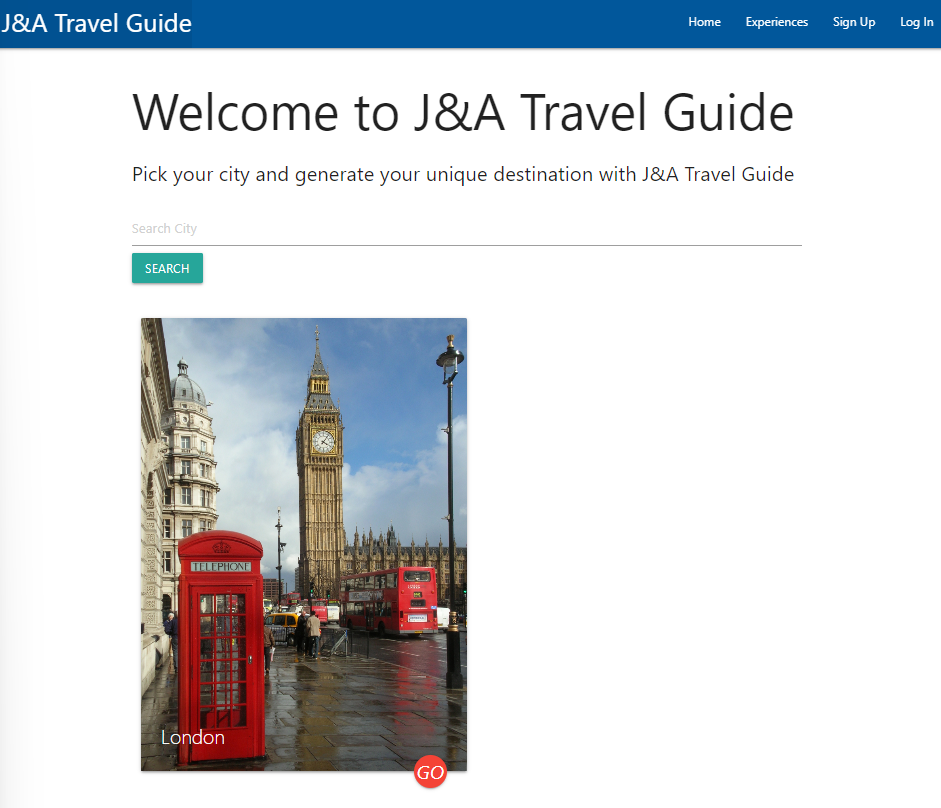 J&A Travel Guide
Home Experiences Sign Up Log In
Welcome to J&A Travel Guide
Pick your city and generate your unique destination with J&A Travel Guide
Search City
SEARCH
TELEPHONE
London
GO